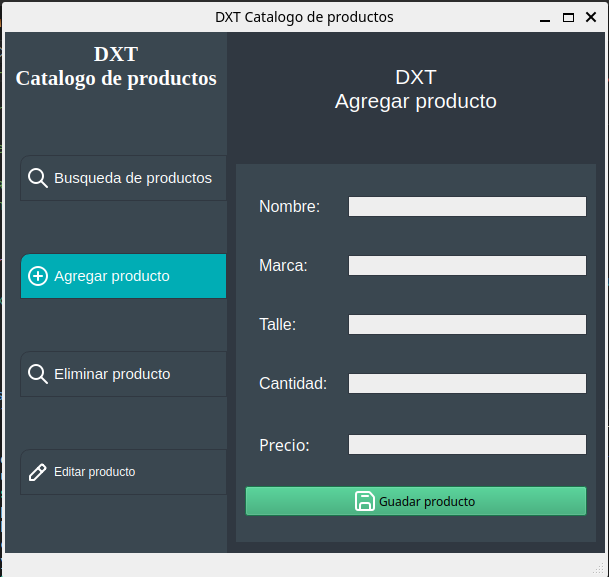 DXT Catalogo de productos
DXT
Catalogo de productos
Busqueda de productos
Agregar producto
Eliminar producto
Editar producto
DXT
Agregar producto
Nombre:
Marca:
Talle:
Cantidad:
Precio:
Guadar producto